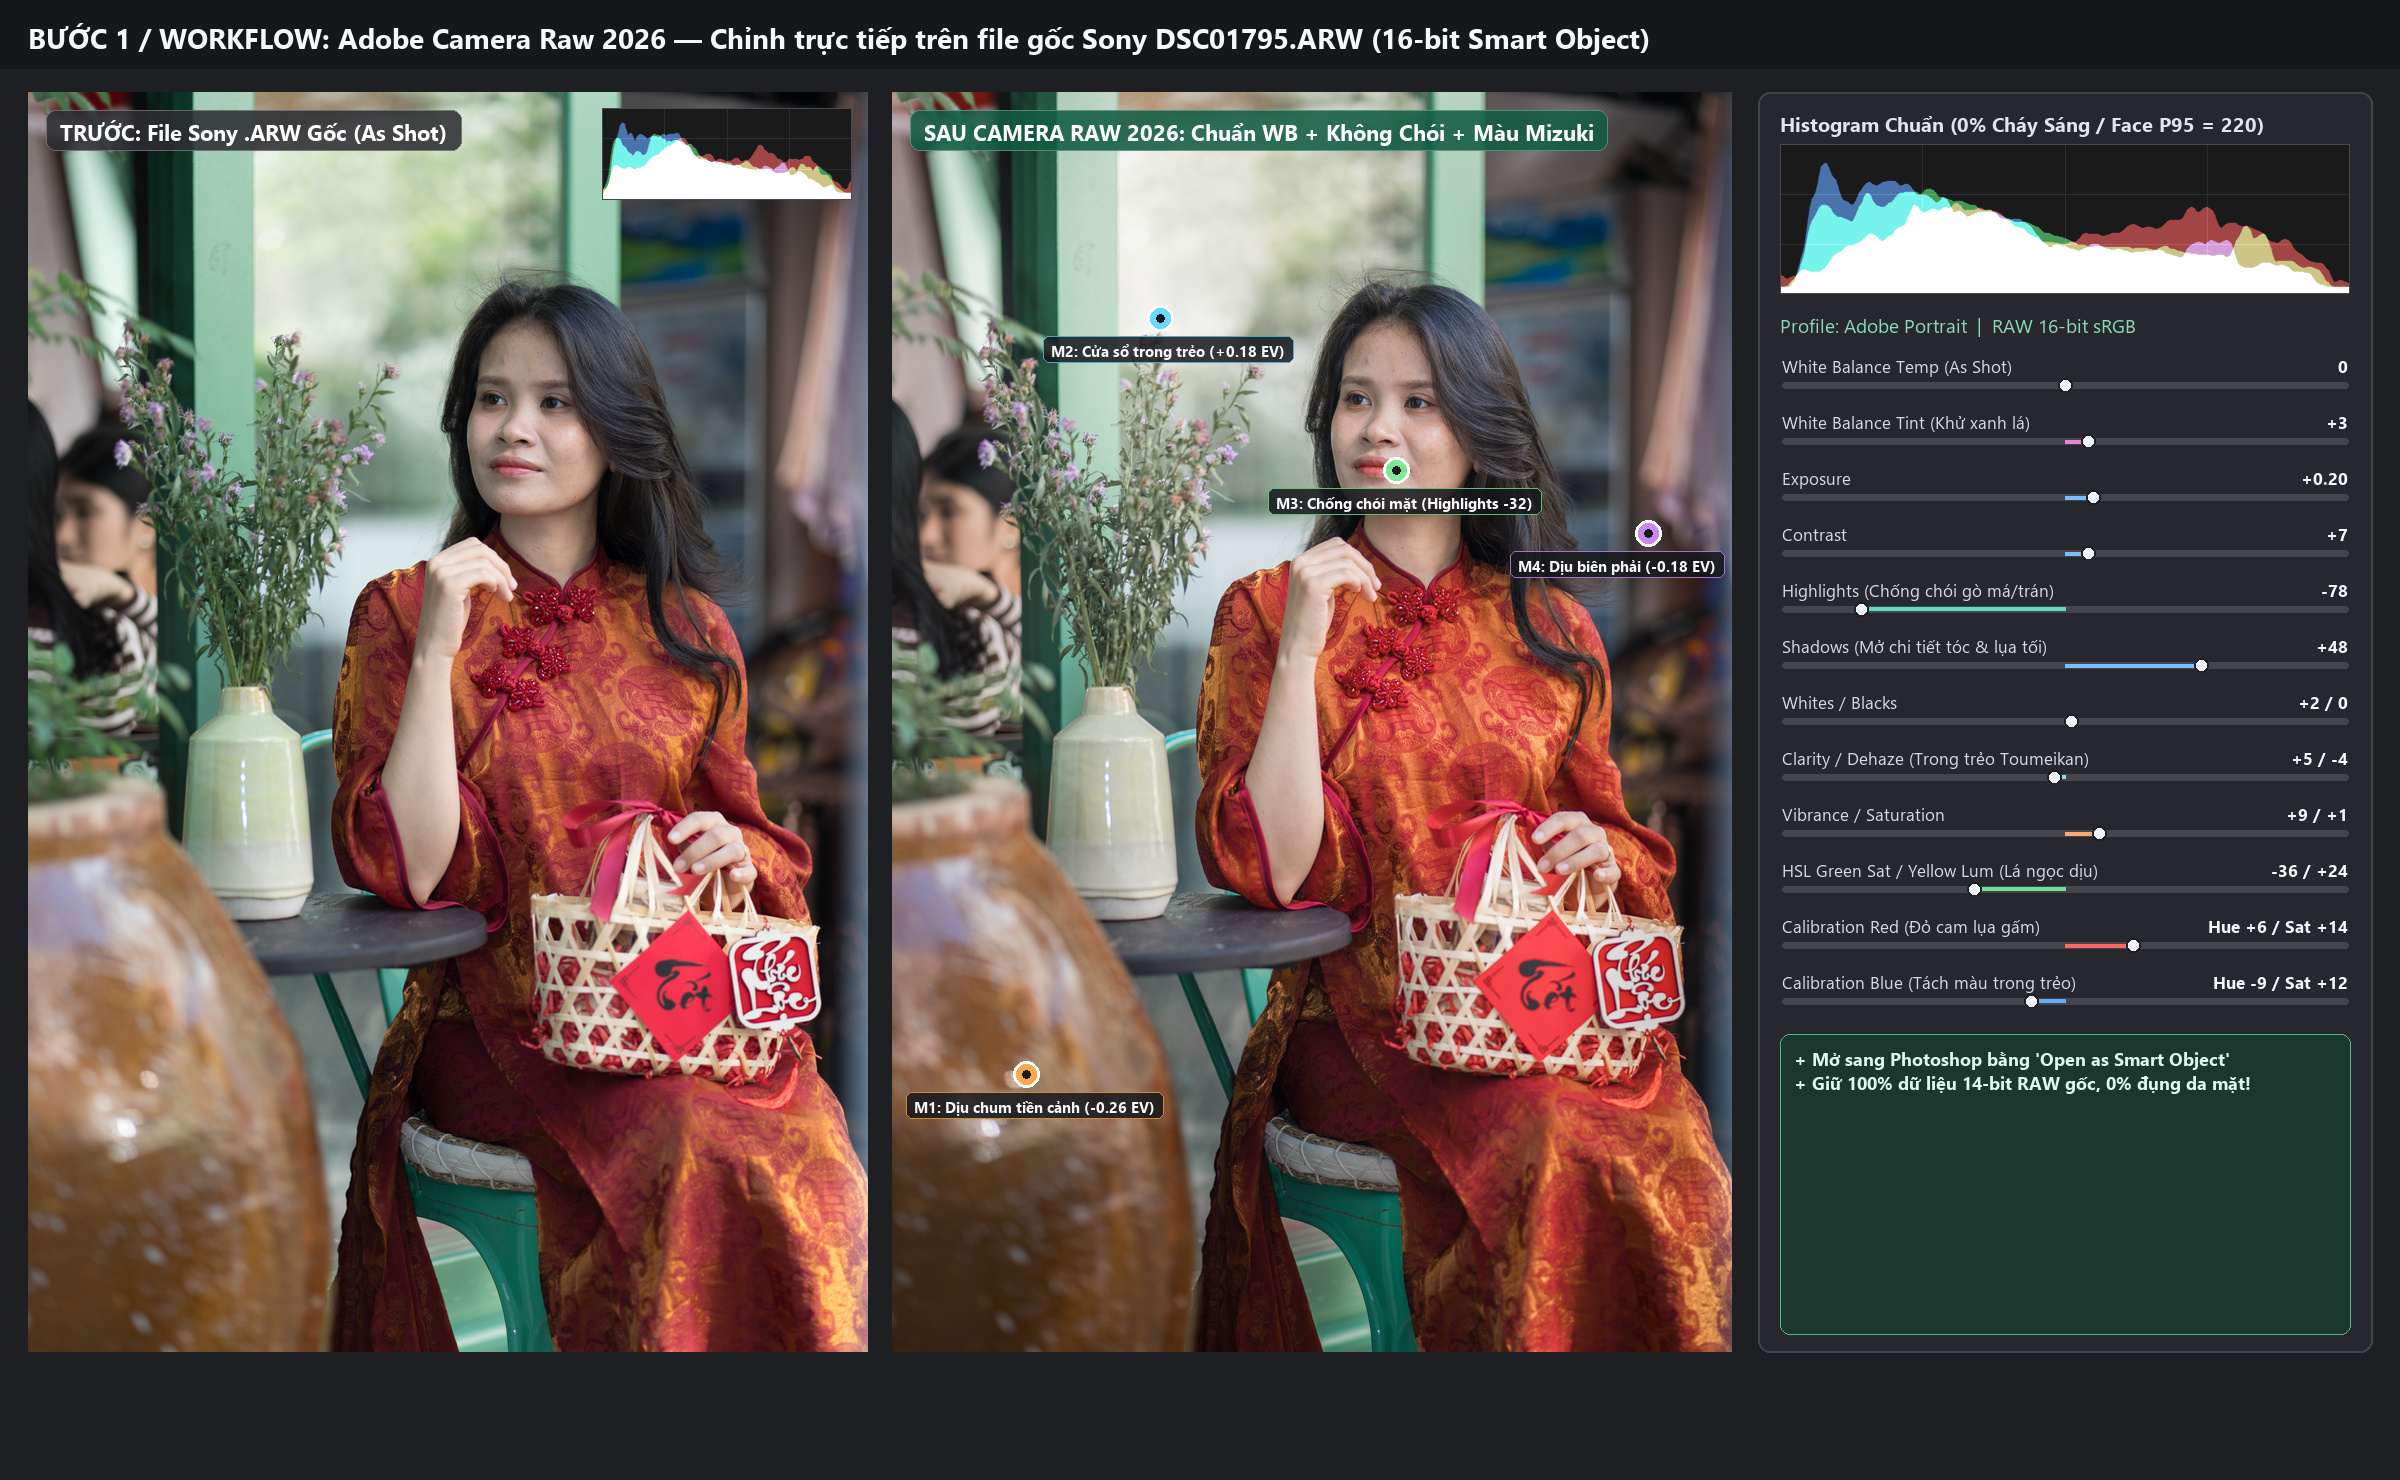 BƯỚC 1 / WORKFLOW: Adobe Camera Raw 2026 — Chỉnh trực tiếp trên file gốc Sony DSC01795.ARW (16-bit Smart Object)
TRƯỚC: File Sony .ARW Gốc (As Shot)
SAU CAMERA RAW 2026: Chuẩn WB + Không Chói + Màu Mizuki
M2: Cửa sổ trong trẻo (+0.18 EV)
M3: Chống chói mặt (Highlights -32)
M4: Dịu biên phải (-0.18 EV)
M1: Dịu chum tiền cảnh (-0.26 EV)
Tết
Phúc
Lộc
Phúc
Lộc
Tết
Histogram Chuẩn (0% Cháy Sáng / Face P95 = 220)
Profile: Adobe Portrait | RAW 16-bit sRGB
White Balance Temp (As Shot) 0
White Balance Tint (Khử xanh lá) +3
Exposure +0.20
Contrast +7
Highlights (Chống chói gò má/trán) -78
Shadows (Mở chi tiết tóc & lụa tối) +48
Whites / Blacks +2 / 0
Clarity / Dehaze (Trong trẻo Toumeikan) +5 / -4
Vibrance / Saturation +9 / +1
HSL Green Sat / Yellow Lum (Lá ngọc dịu) -36 / +24
Calibration Red (Đỏ cam lụa gấm) Hue +6 / Sat +14
Calibration Blue (Tách màu trong trẻo) Hue -9 / Sat +12
+ Mở sang Photoshop bằng 'Open as Smart Object'
+ Giữ 100% dữ liệu 14-bit RAW gốc, 0% đụng da mặt!